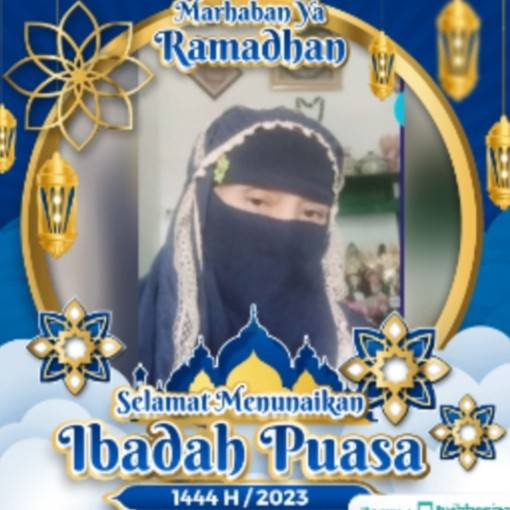 Marhaban Ya
Ramadhan
Selamat Menunaikan
Ibadah Puasa
1444 H / 2023